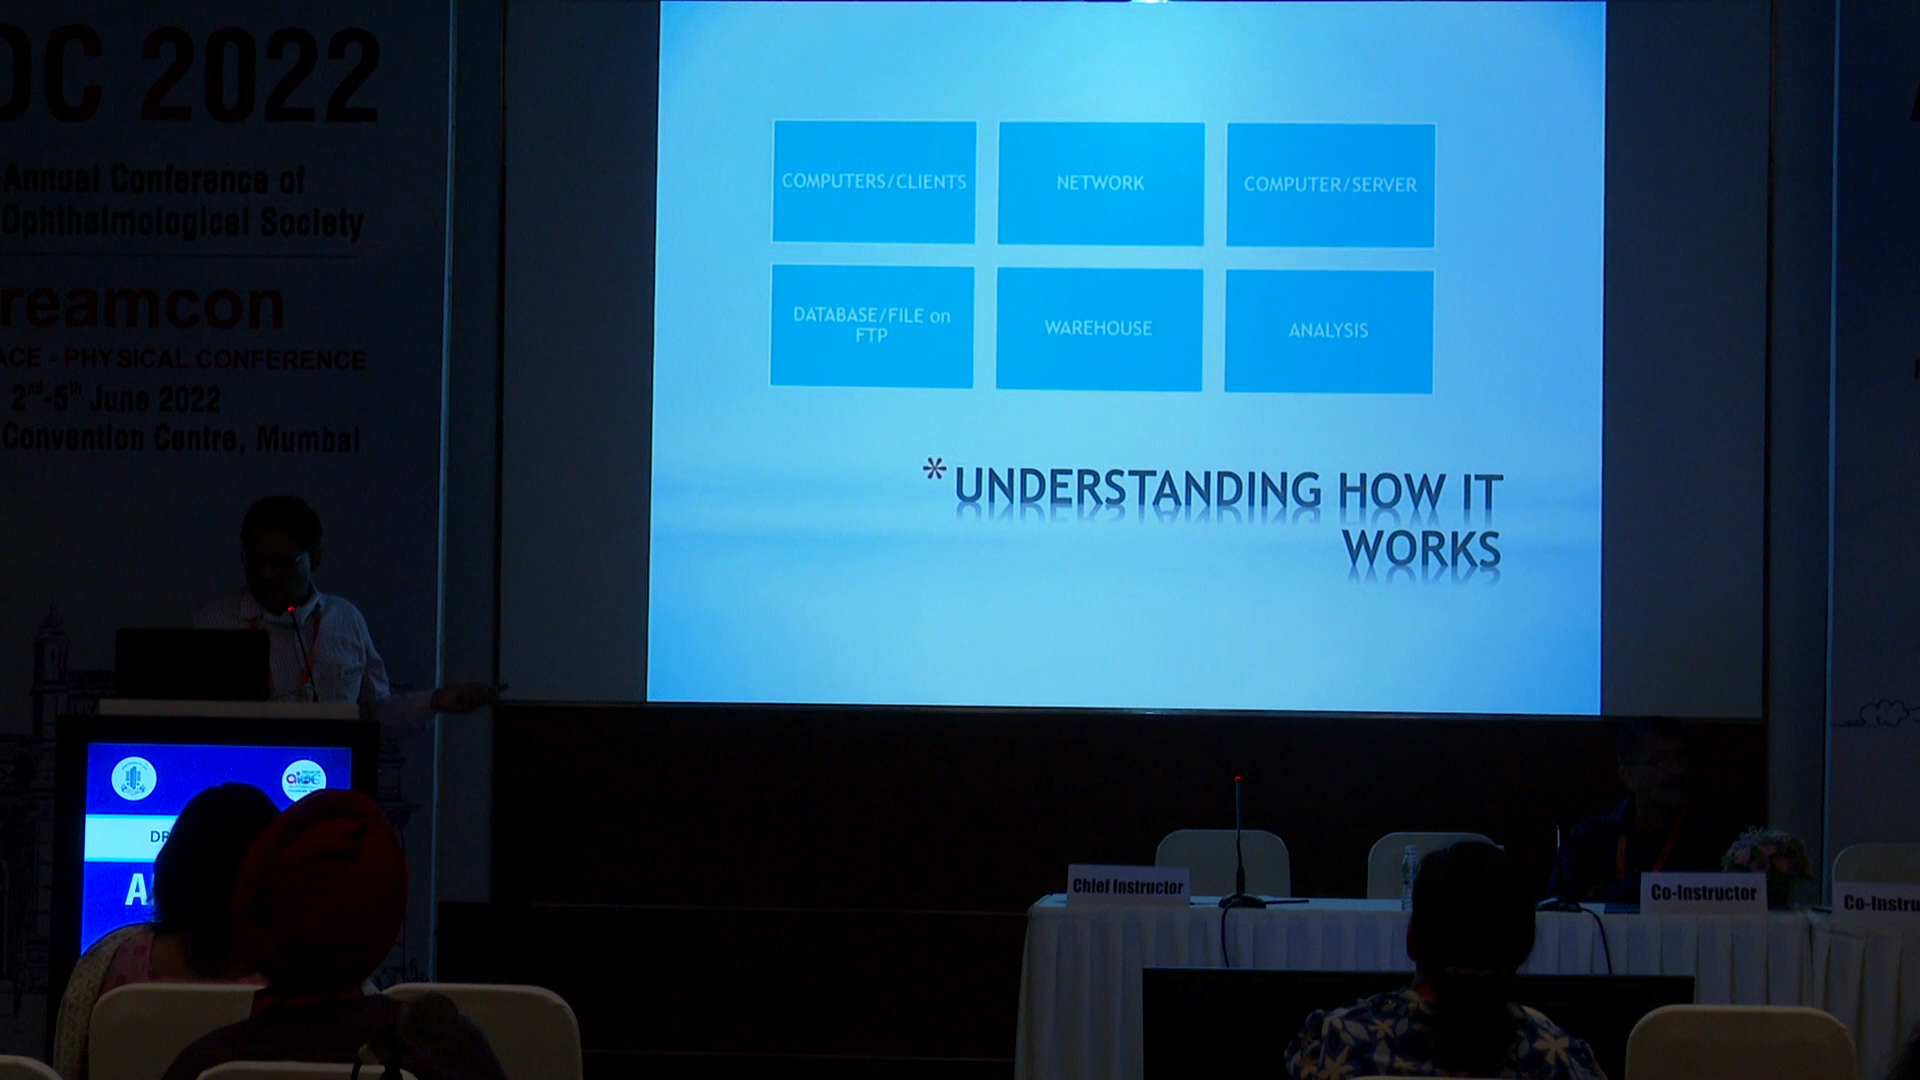 OC 2022
Annual Conference of
Ophthalmological Society
reamcon
ACE - PHYSICAL CONFERENCE
2nd-5th June 2022
Convention Centre, Mumbai
COMPUTERS/CLIENTS
NETWORK
COMPUTER/SERVER
DATABASE/FILE on
FTP
WAREHOUSE
ANALYSIS
*UNDERSTANDING HOW IT
WORKS
DR
A
Chief Instructor
Co-Instructor
Co-Instru